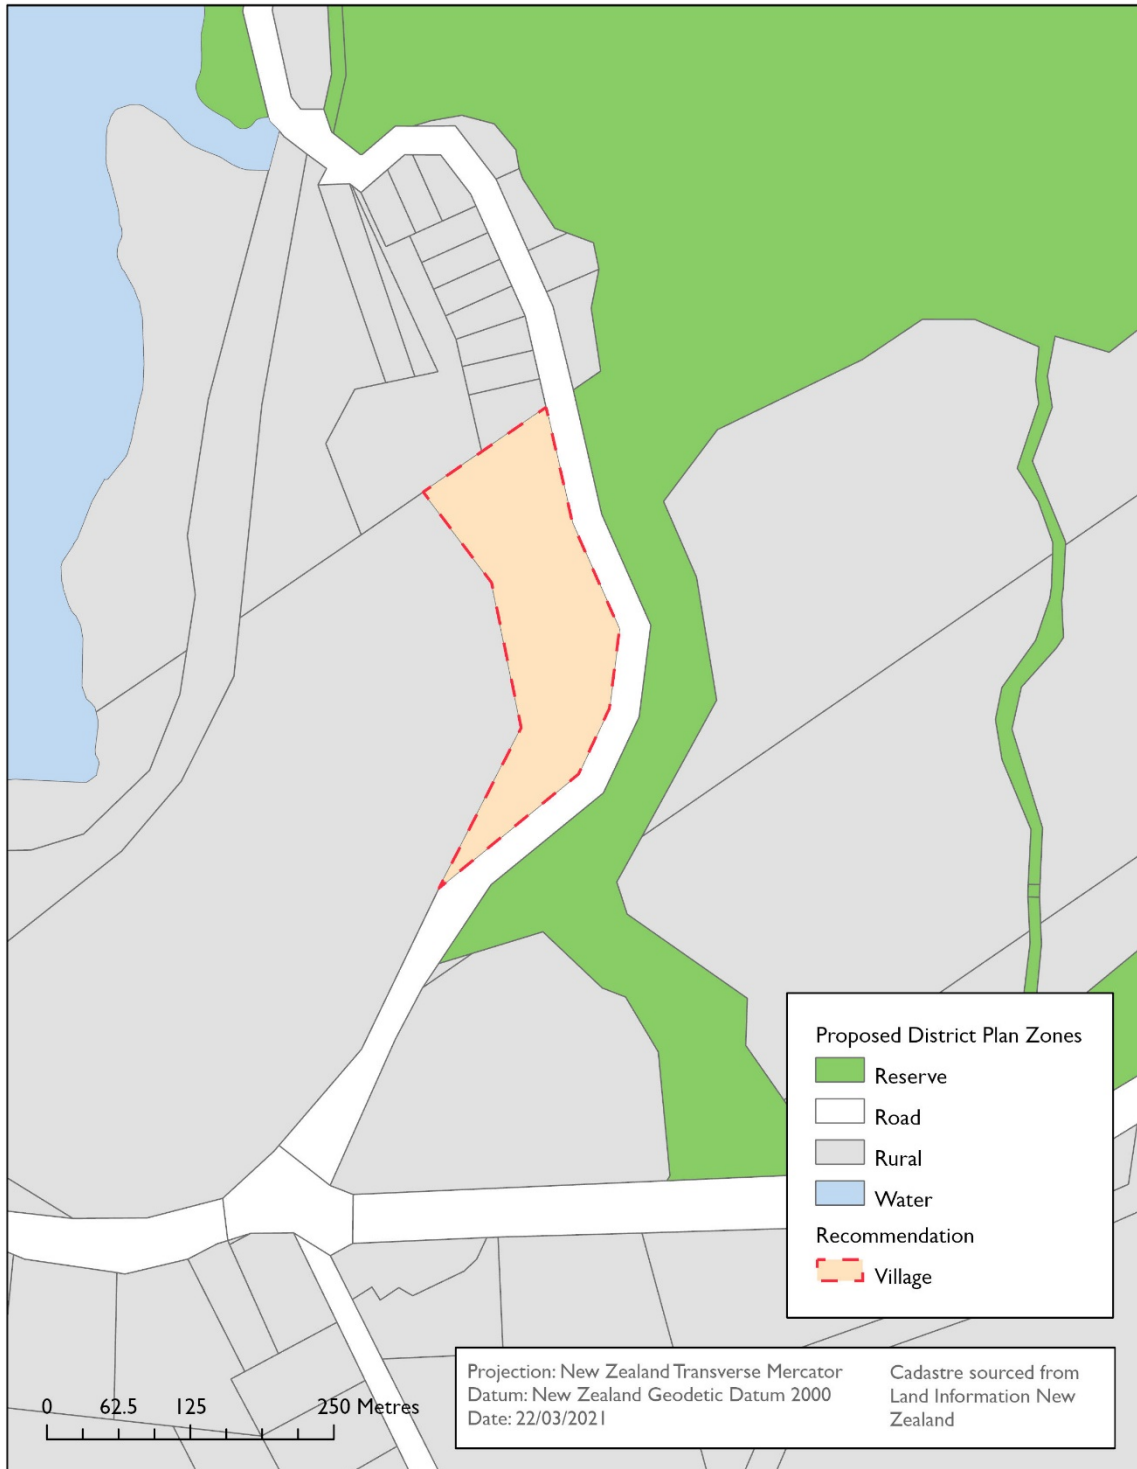 Proposed District Plan Zones
Reserve
Road
Rural
Water
Recommendation
Village
Projection: New Zealand Transverse Mercator
Datum: New Zealand Geodetic Datum 2000
Date: 22/03/2021
Cadastre sourced from
Land Information New
Zealand
0 62.5 125 250 Metres